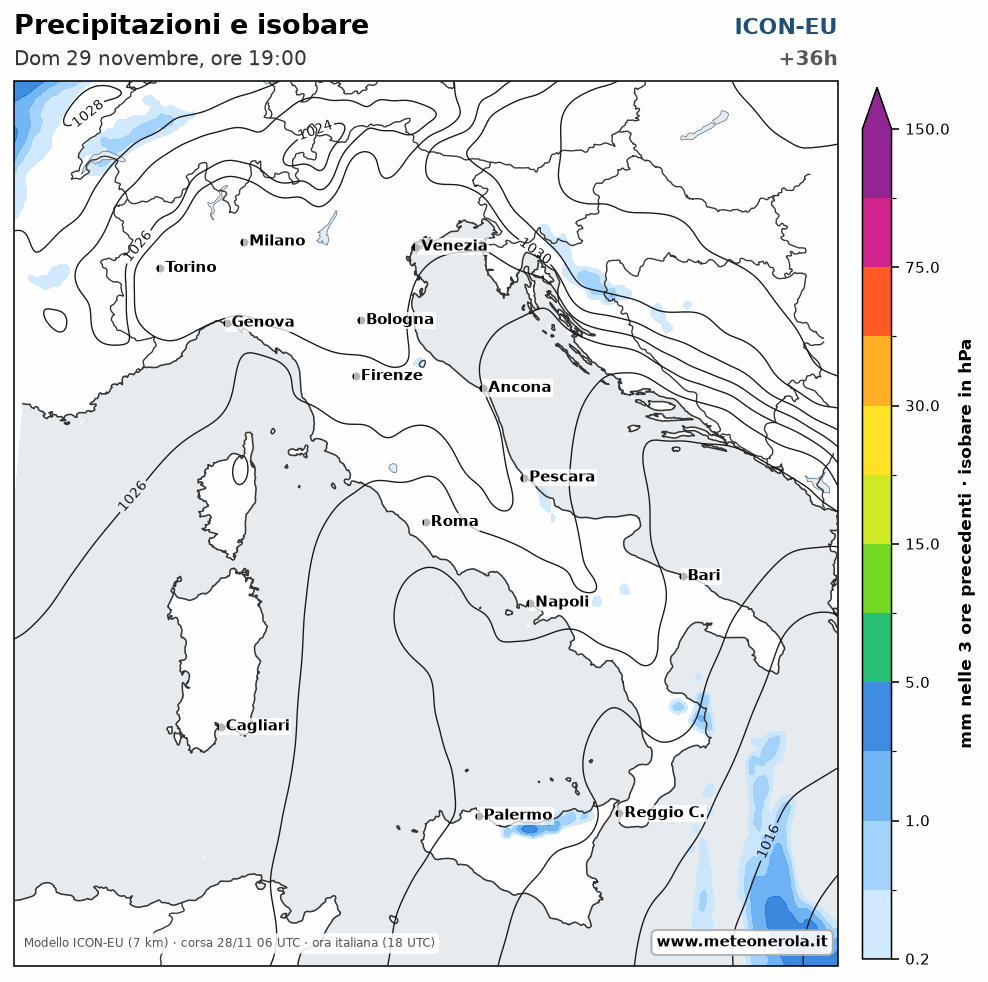 Precipitazioni e isobare
ICON-EU
Dom 29 novembre, ore 19:00
+36h
1028
1024
1026
1030
1026
1016
Milano
Venezia
Torino
Genova
Bologna
Firenze
Ancona
Pescara
Roma
Bari
Napoli
Cagliari
Palermo
Reggio C.
150.0
75.0
30.0
15.0
5.0
1.0
0.2
mm nelle 3 ore precedenti · isobare in hPa
Modello ICON-EU (7 km) · corsa 28/11 06 UTC · ora italiana (18 UTC)
www.meteonerola.it